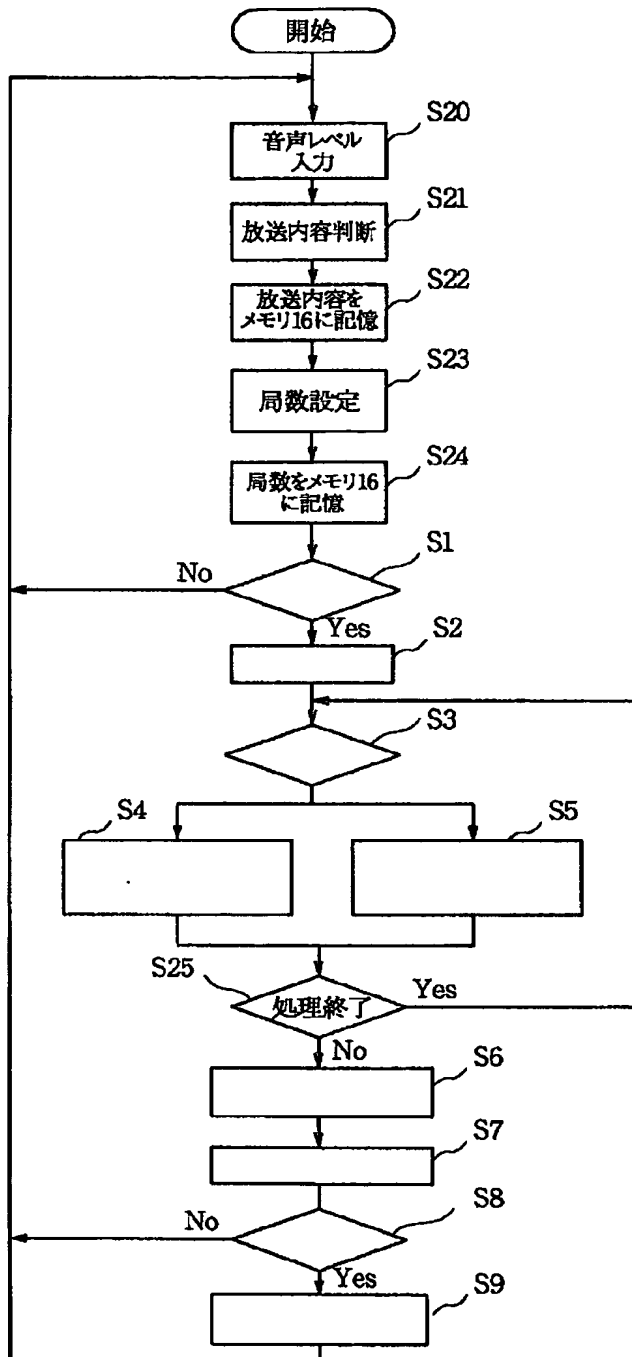 開始
S20
音声レベル
入力
S21
放送内容判断
S22
放送内容を
メモリ16に記憶
S23
局数設定
S24
局数をメモリ16
に記憶
S1
No
Yes
S2
S3
S4
S5
S25
処理終了
Yes
No
S6
S7
S8
No
Yes
S9